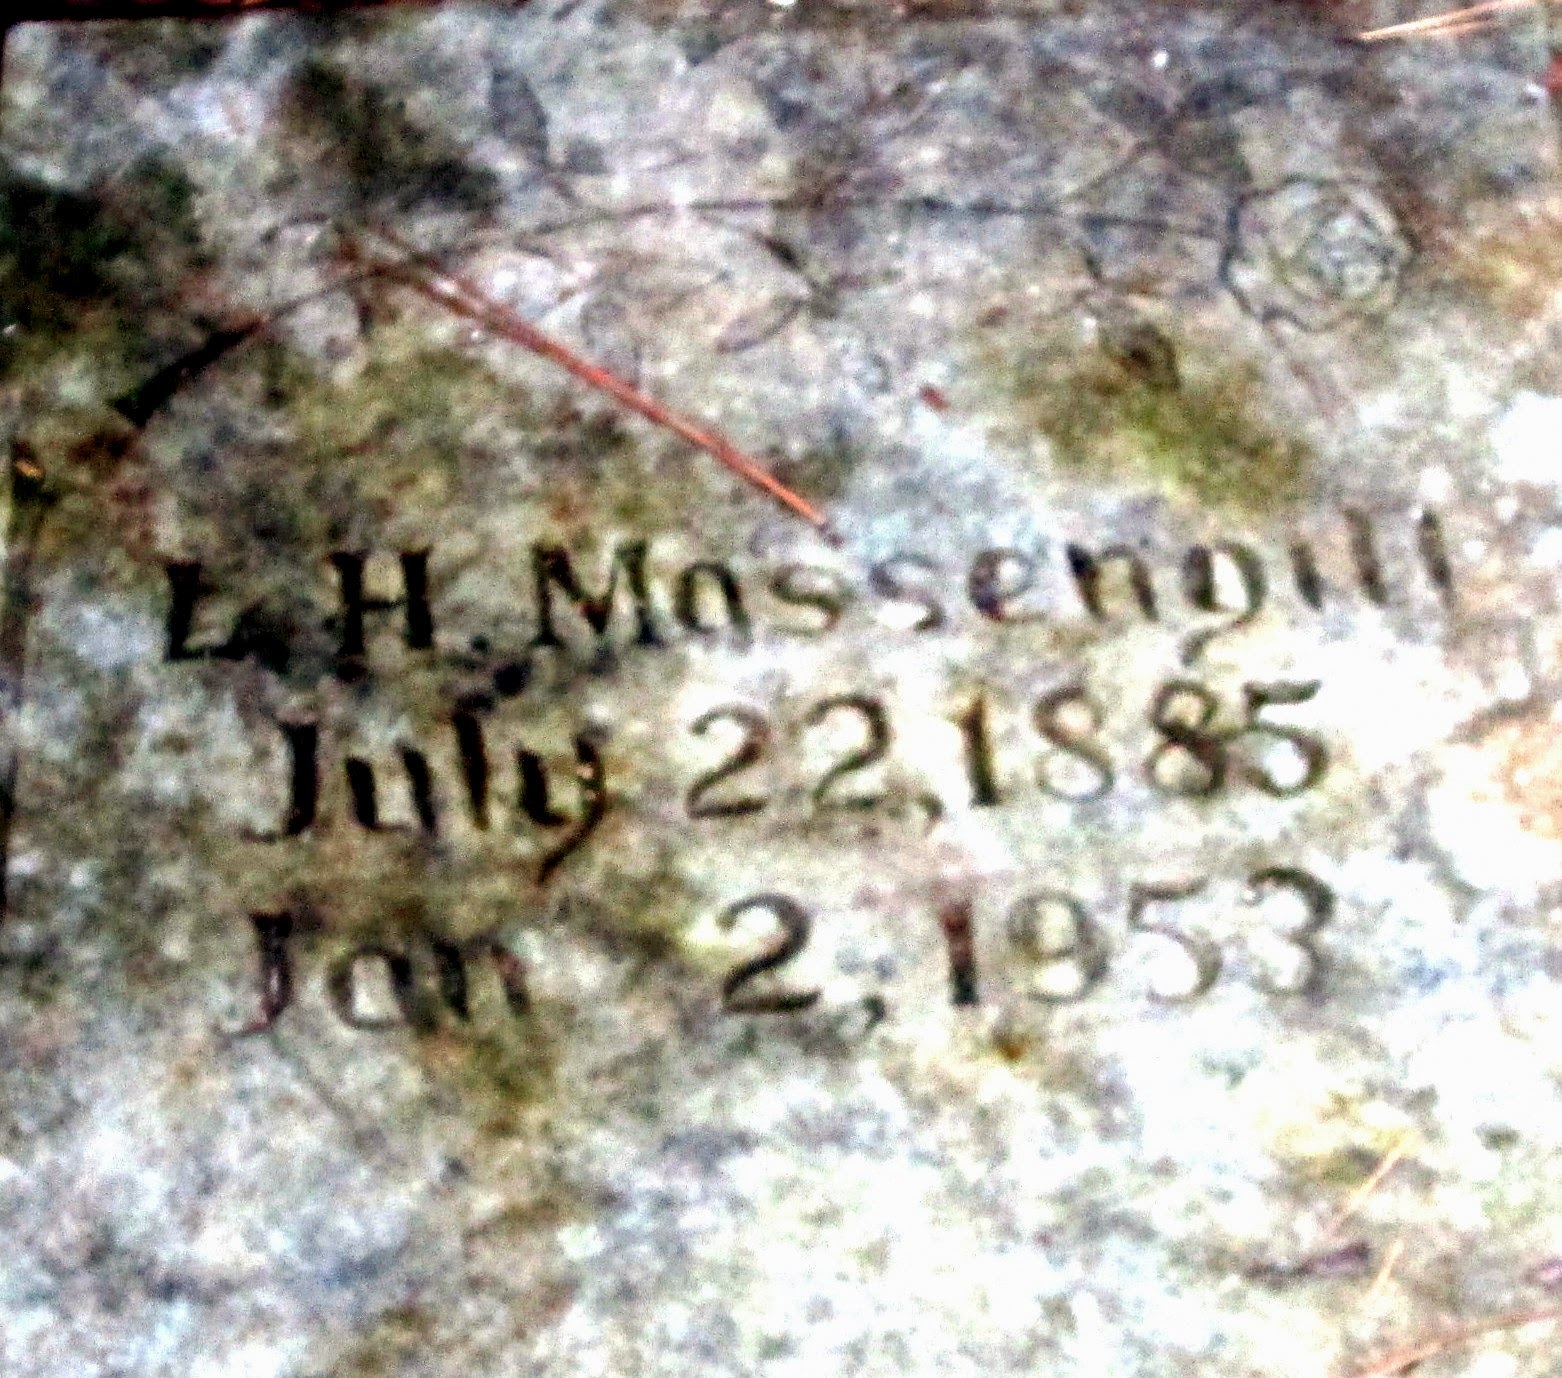 L. H. Massengill
July 22, 1885
Jan 2, 1953